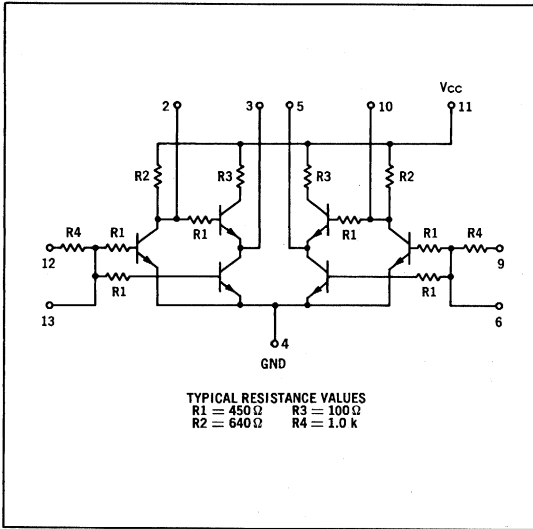 Vcc
2 3 5 10 11
R2 R3 R3 R2
R4 R1 R1 R1 R1 R4
12 9
R1 R1
13 6
4
GND
TYPICAL RESISTANCE VALUES
R1 = 450 Ω R3 = 100 Ω
R2 = 640 Ω R4 = 1.0 k